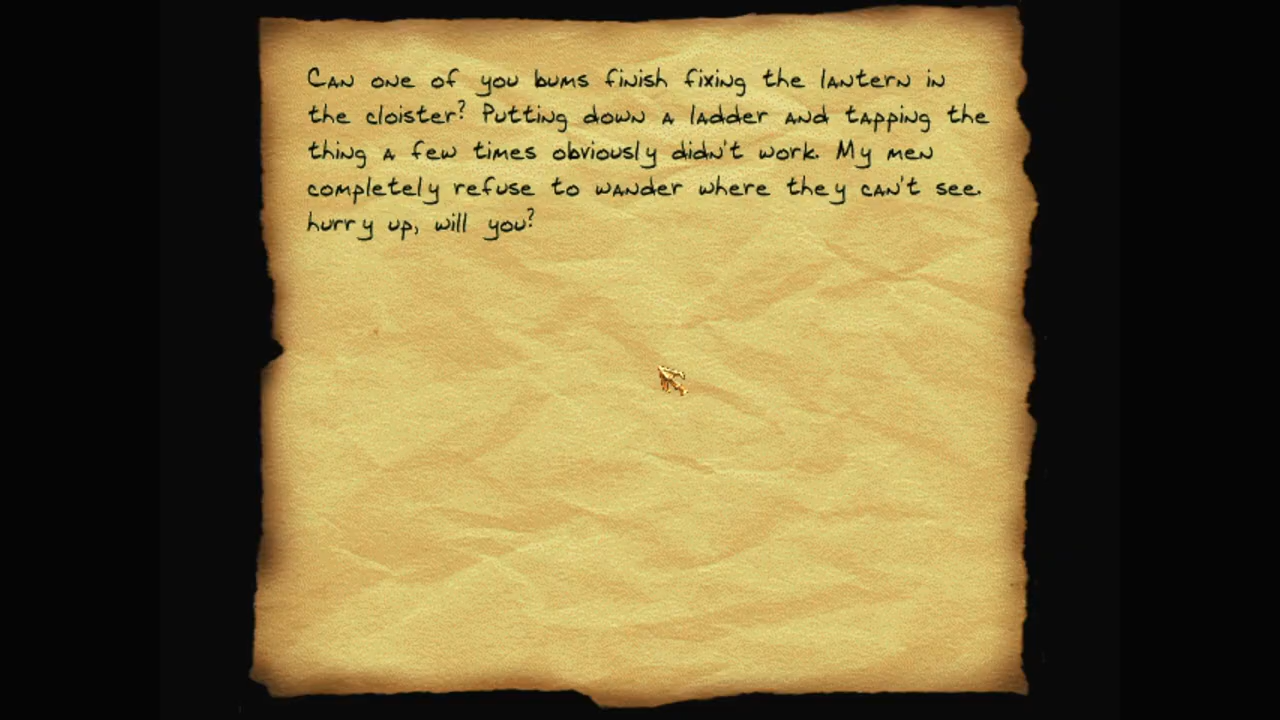 Can one of you bums finish fixing the lantern in
the cloister? Putting down a ladder and tapping the
thing a few times obviously didn't work. My men
completely refuse to wander where they can't see.
hurry up, will you?